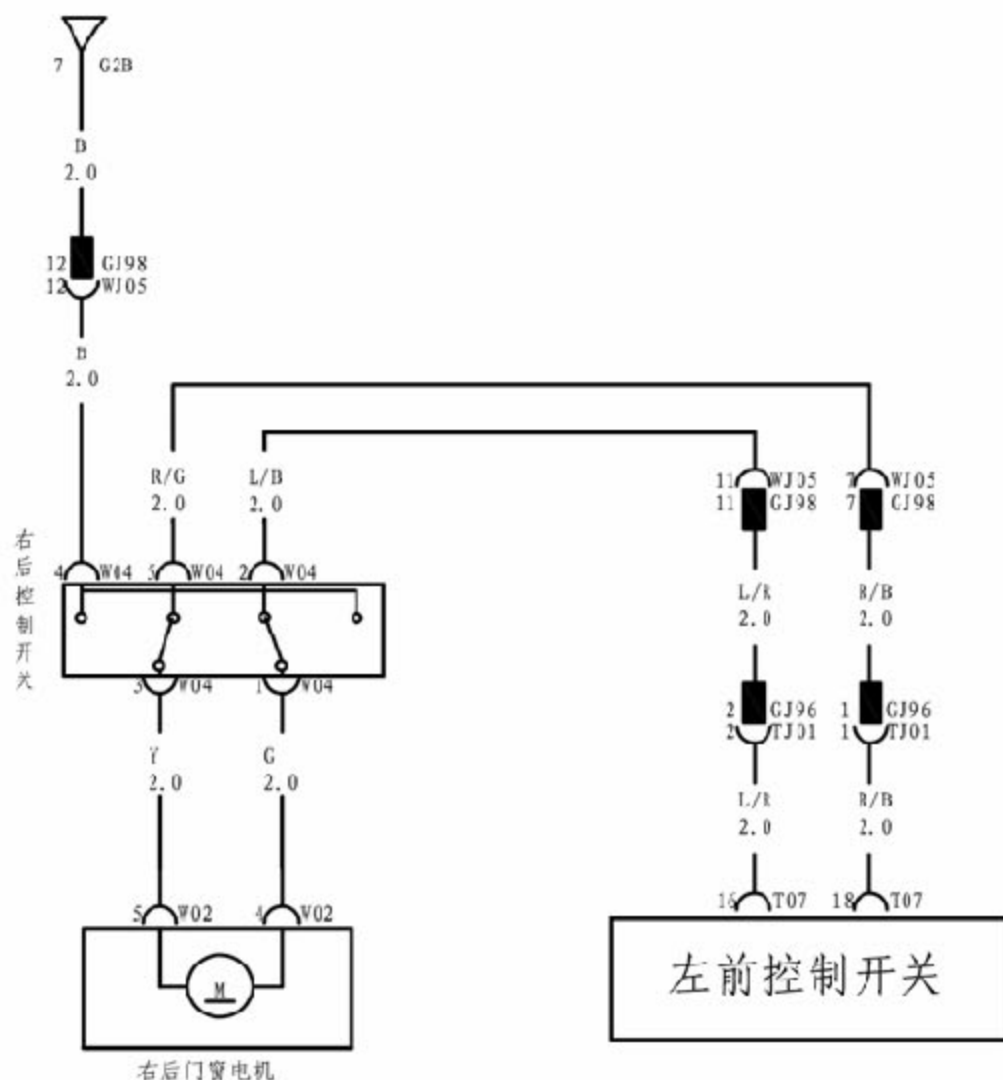 7 G2B
B
2.0
12 GJ98
12 WJ05
B
2.0
R/G L/B
2.0 2.0
11 WJ05 7 WJ05
11 GJ98 7 GJ98
右后控制开关
4 W04 5 W04 2 W04
L/R R/B
2.0 2.0
3 W04 1 W04
2 GJ96 1 GJ96
2 TJ01 1 TJ01
Y G
2.0 2.0
L/R R/B
2.0 2.0
16 T07 18 T07
5 W02 4 W02
左前控制开关
M
右后门窗电机